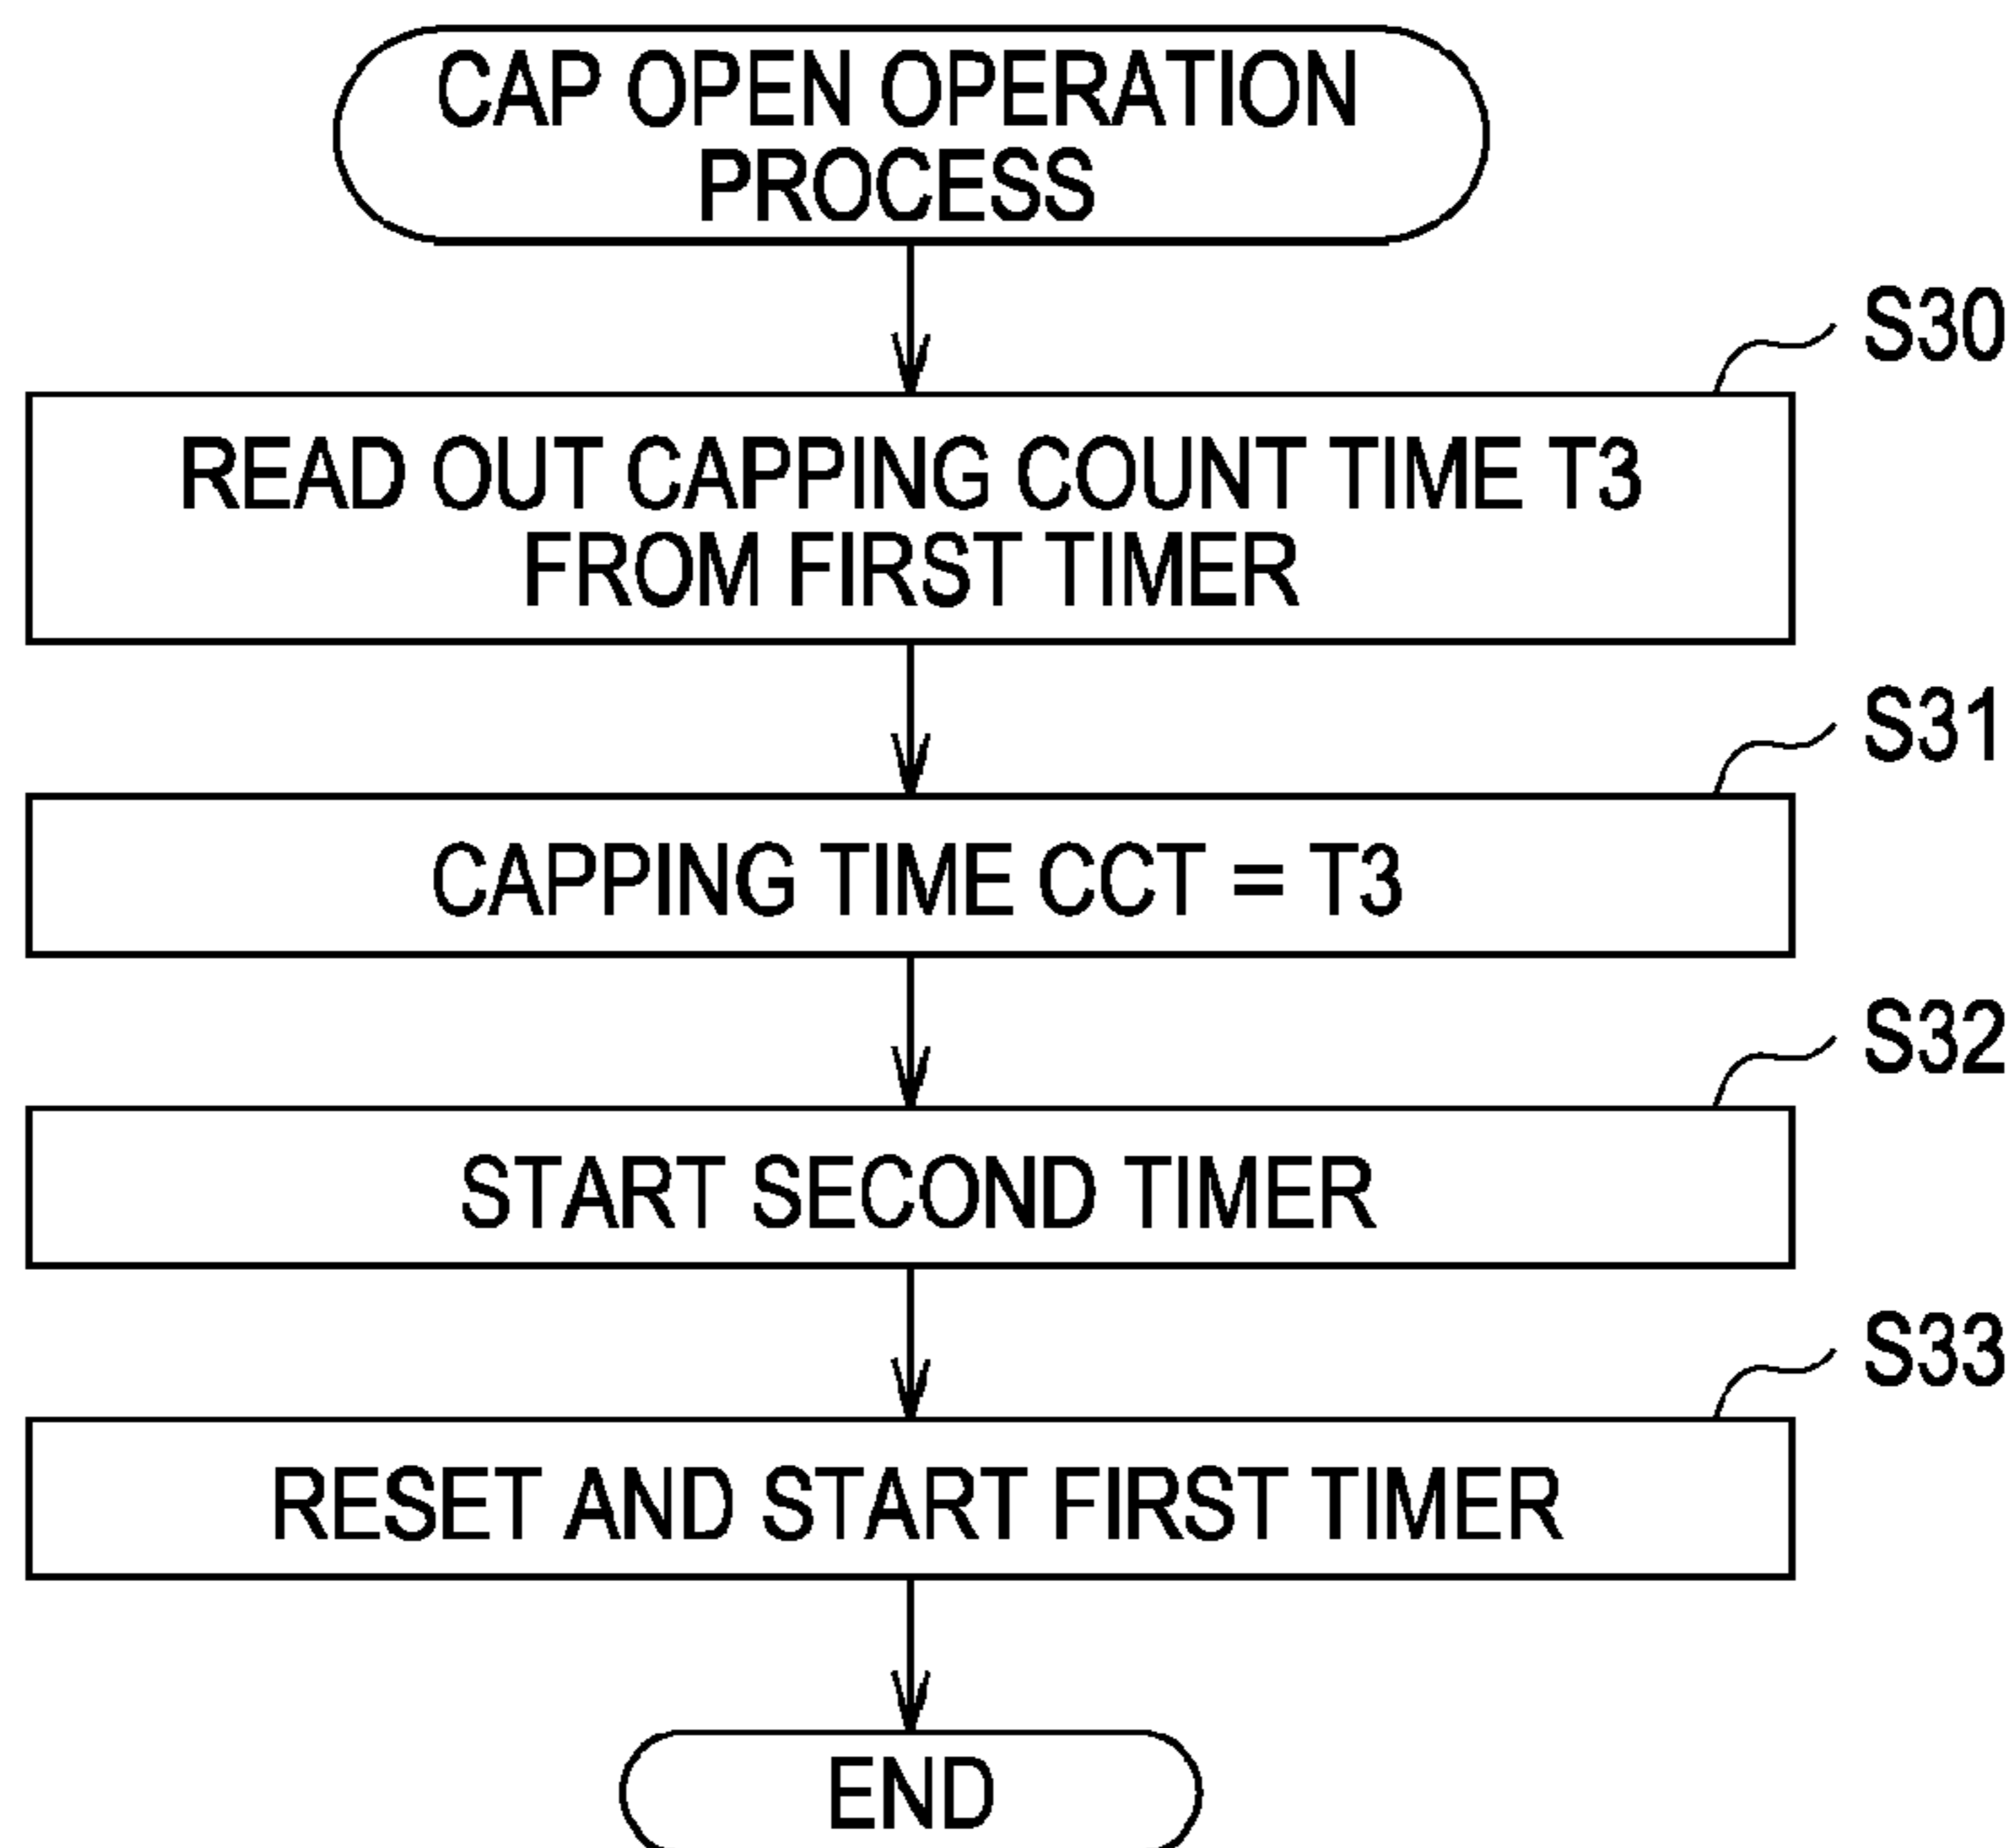 CAP OPEN OPERATION
PROCESS
S30
READ OUT CAPPING COUNT TIME T3
FROM FIRST TIMER
S31
CAPPING TIME CCT = T3
S32
START SECOND TIMER
S33
RESET AND START FIRST TIMER
END